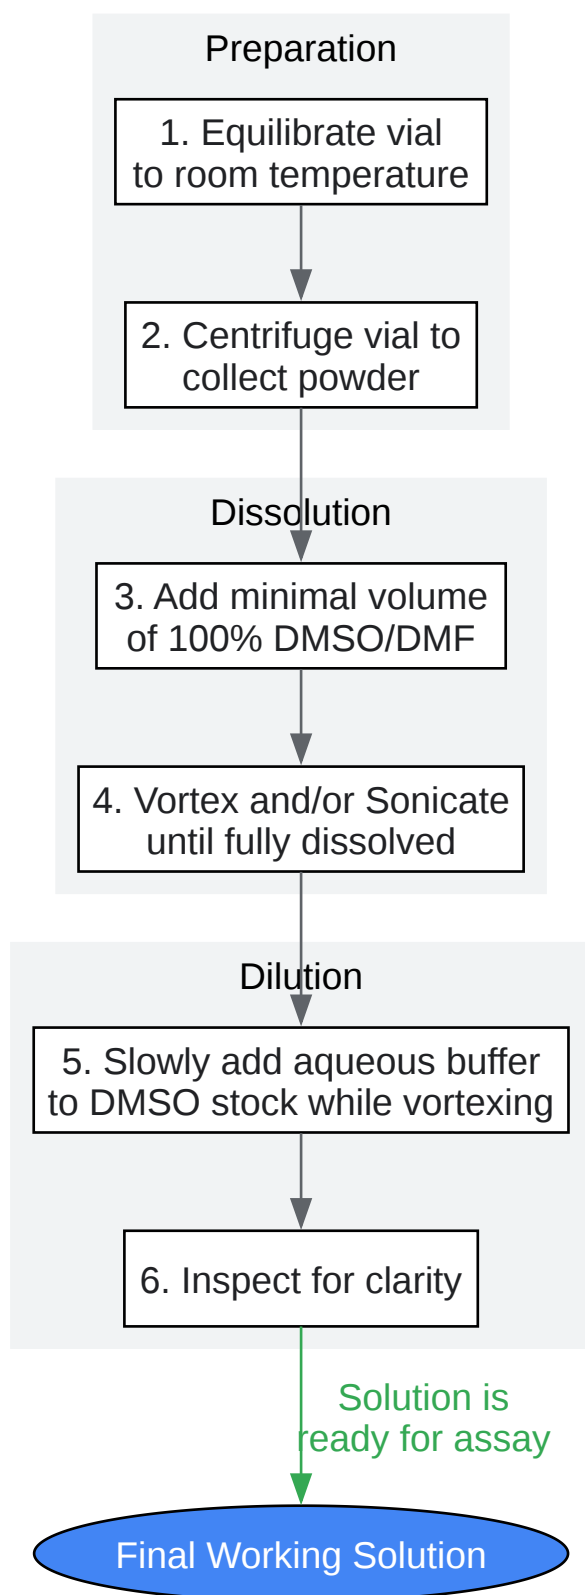 Preparation
1. Equilibrate vial
to room temperature
2. Centrifuge vial to
collect powder
Dissolution
3. Add minimal volume
of 100% DMSO/DMF
4. Vortex and/or Sonicate
until fully dissolved
Dilution
5. Slowly add aqueous buffer
to DMSO stock while vortexing
6. Inspect for clarity
Solution is
ready for assay
Final Working Solution